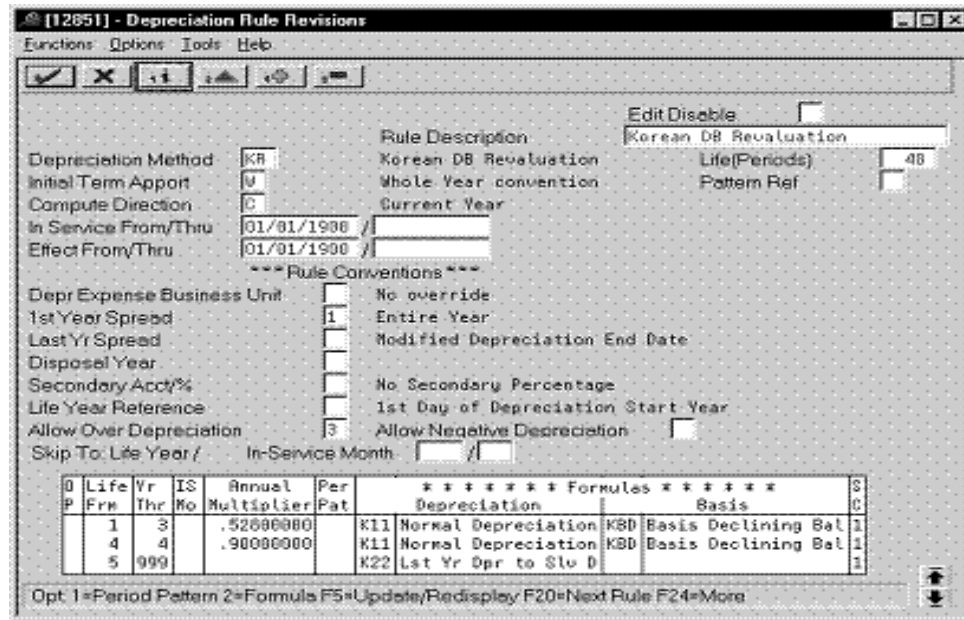 [12851] - Depreciation Rule Revisions
Functions Options Tools Help
Edit Disable
Rule Description Korean DB Revaluation
Depreciation Method KR Korean DB Revaluation Life(Periods) 48
Initial Term Apport W Whole Year convention Pattern Ref
Compute Direction C Current Year
In Service From/Thru 01/01/1900 /
Effect From/Thru 01/01/1900 /
***Rule Conventions***
Depr Expense Business Unit No override
1st Year Spread 1 Entire Year
Last Yr Spread Modified Depreciation End Date
Disposal Year
Secondary Acct/% No Secondary Percentage
Life Year Reference 1st Day of Depreciation Start Year
Allow Over Depreciation 3 Allow Negative Depreciation
Skip To: Life Year / In-Service Month /
O Life Yr IS Annual Per * * * * * * * Formulas * * * * * * S
P Frm Thr Mo Multiplier Pat Depreciation Basis C
1 3 .52800000 K11 Normal Depreciation KBD Basis Declining Bal 1
4 4 .90000000 K11 Normal Depreciation KBD Basis Declining Bal 1
5 999 K22 Lst Yr Dpr to Slv D 1
Opt: 1=Period Pattern 2=Formula F5=Update/Redisplay F20=Next Rule F24=More